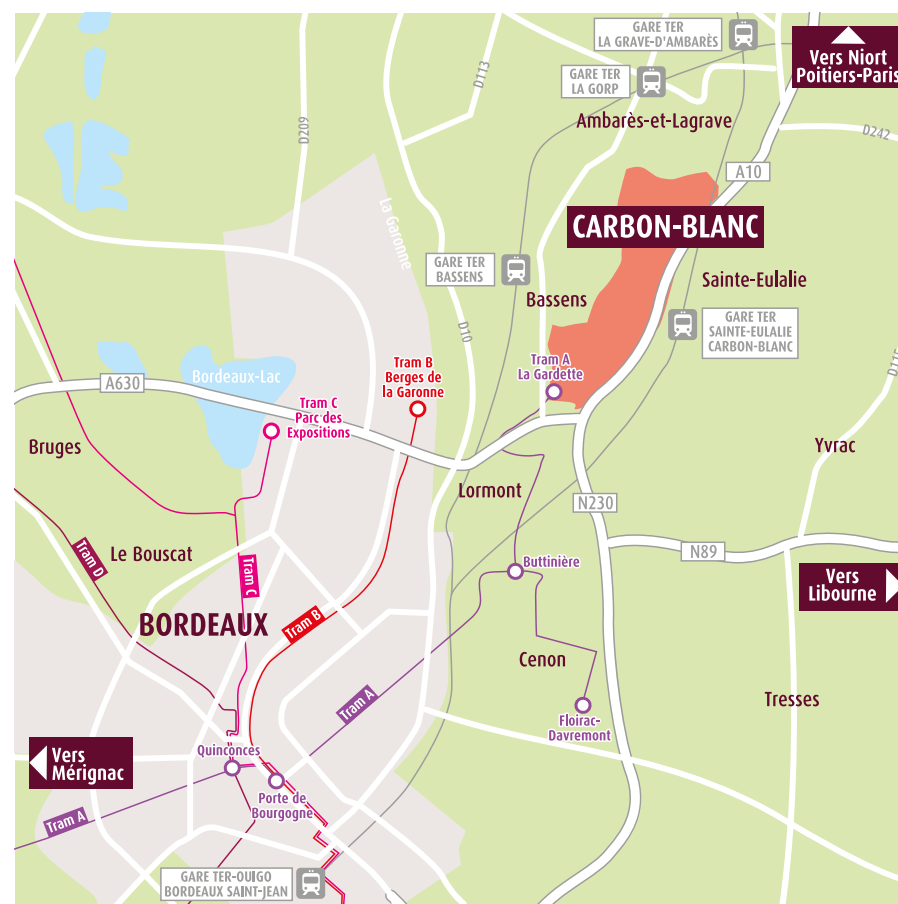 GARE TER
LA GRAVE-D'AMBARÈS
Vers Niort
Poitiers-Paris
D113
GARE TER
LA GORP
Ambarès-et-Lagrave
D209
D242
A10
La Garonne
CARBON-BLANC
GARE TER
BASSENS
Sainte-Eulalie
Bassens
GARE TER
SAINTE-EULALIE
CARBON-BLANC
D10
Tram B
Berges de
la Garonne
Tram A
La Gardette
A630
Bordeaux-Lac
Tram C
Parc des
Expositions
Bruges
Yvrac
Lormont
N230
Le Bouscat
Tram D
Tram C
N89
Buttinière
Vers
Libourne
BORDEAUX
Tram B
Cenon
Tram A
Tresses
Floirac-
Davremont
Quinconces
Vers
Mérignac
Porte de
Bourgogne
Tram A
GARE TER-OUIGO
BORDEAUX SAINT-JEAN